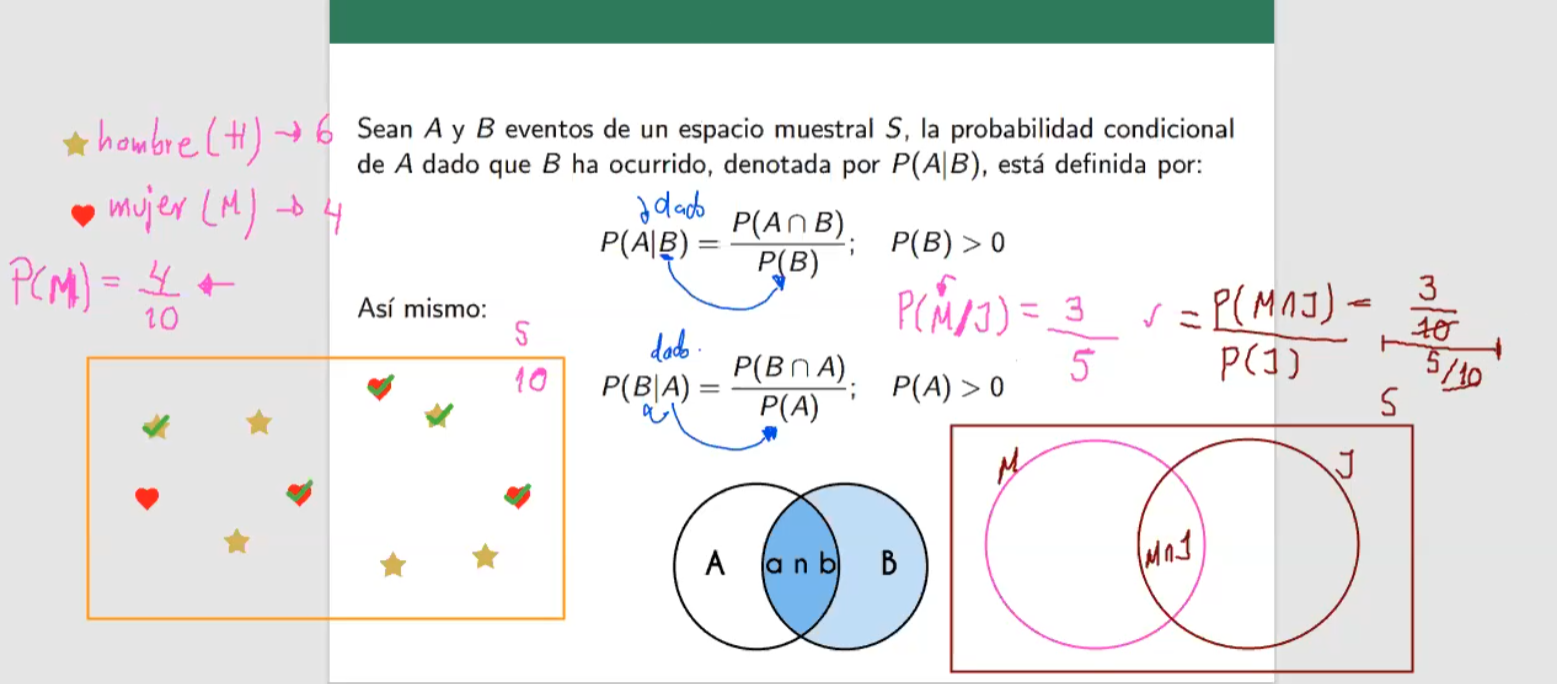 hombre (H) → 6
mujer (M) → 4
P(M) = 4/10 ←
Sean A y B eventos de un espacio muestral S, la probabilidad condicional
de A dado que B ha ocurrido, denotada por P(A|B), está definida por:
dado
P(A|B) = P(A ∩ B)/P(B); P(B) > 0
Así mismo:
P(M/J) = 3/5 ✓ = P(M∩J)/P(J) = 3/10 / 5/10
S
10
dado.
P(B|A) = P(B ∩ A)/P(A); P(A) > 0
A
a n b
B
S
M
J
M∩J